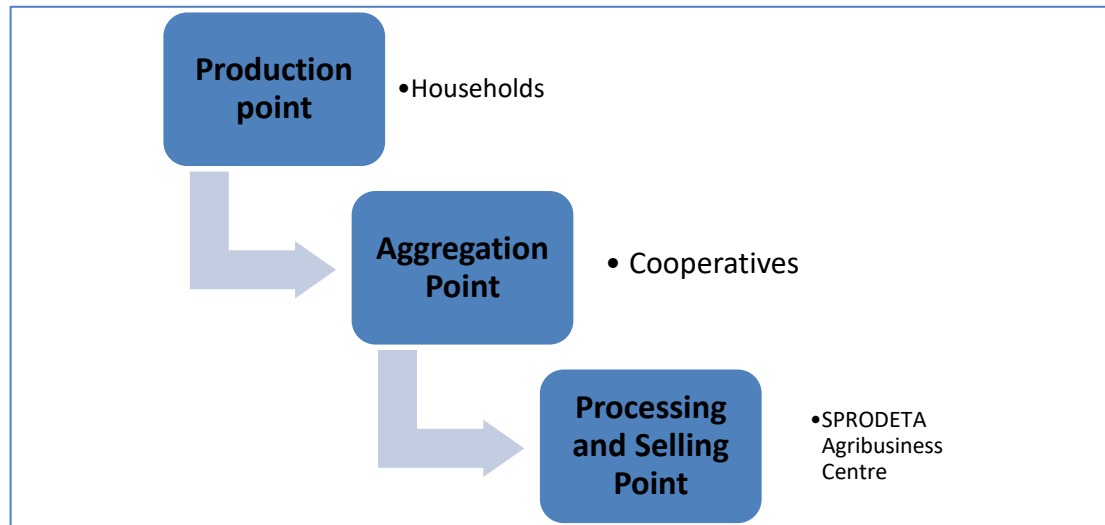 Production
point
•Households
Aggregation
Point
• Cooperatives
Processing
and Selling
Point
•SPRODETA
Agribusiness
Centre